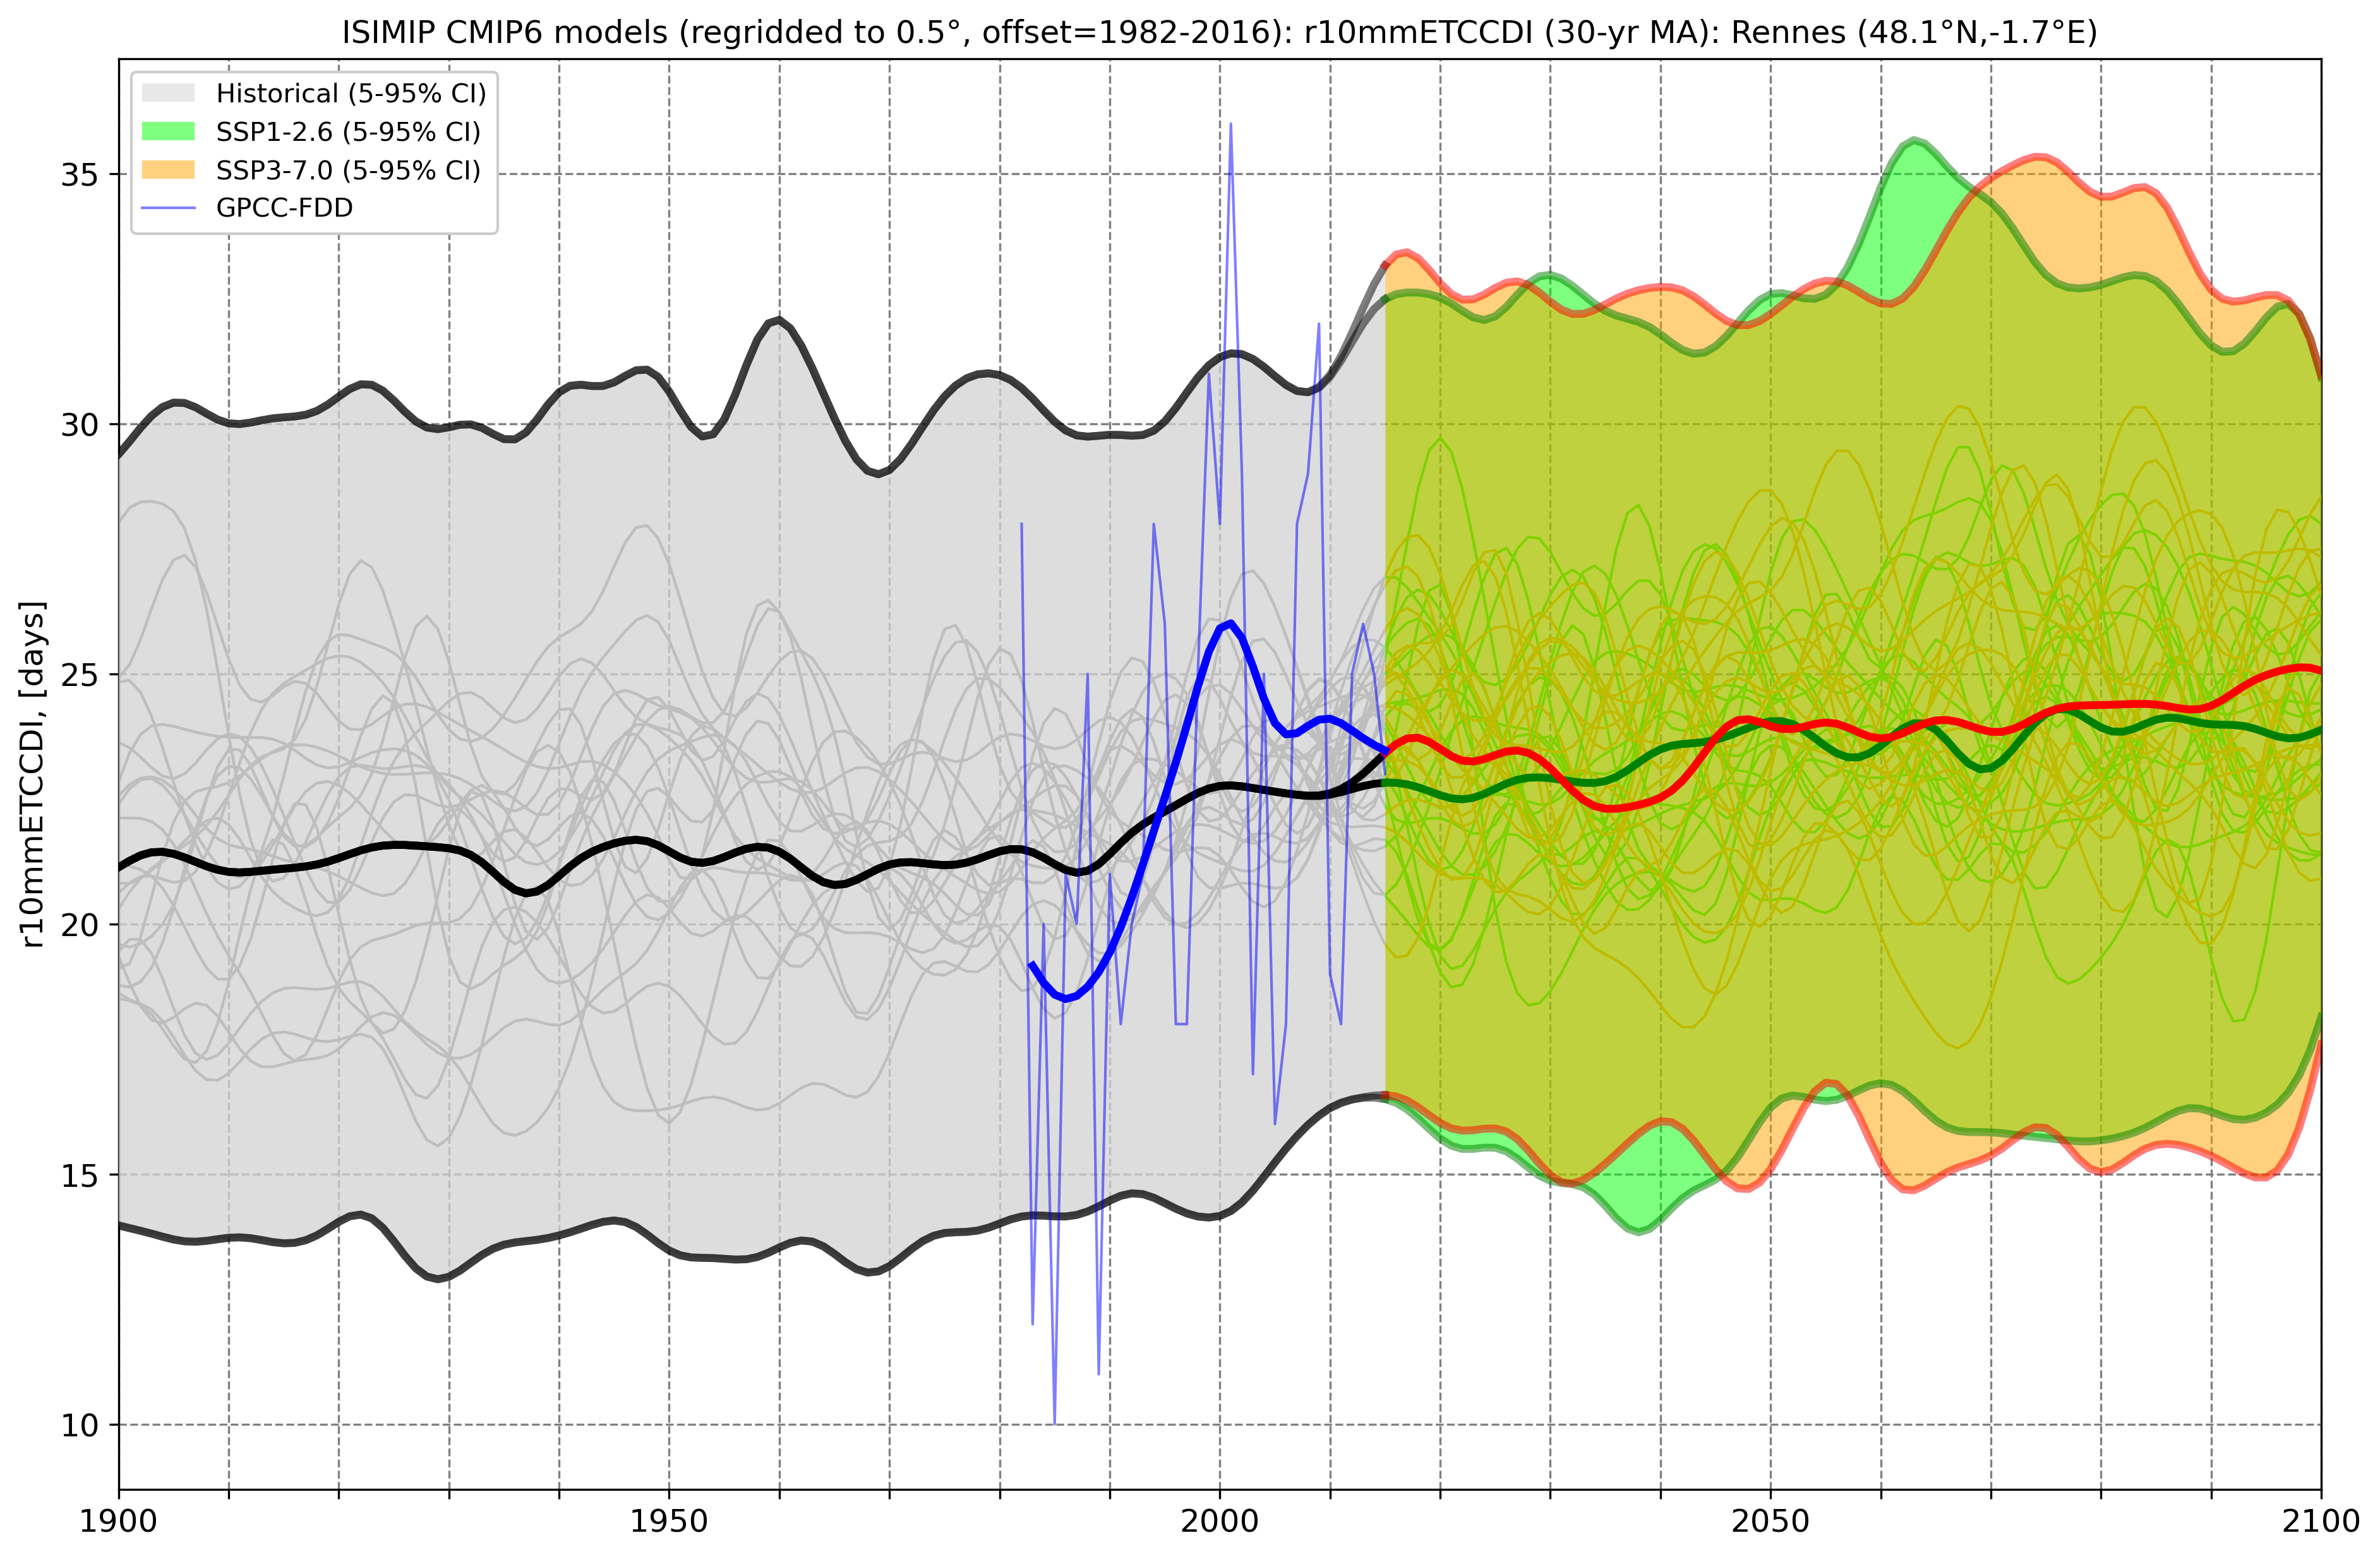 ISIMIP CMIP6 models (regridded to 0.5°, offset=1982-2016): r10mmETCCDI (30-yr MA): Rennes (48.1°N,-1.7°E)
Historical (5-95% CI)
SSP1-2.6 (5-95% CI)
SSP3-7.0 (5-95% CI)
GPCC-FDD
r10mmETCCDI, [days]
35
30
25
20
15
10
1900
1950
2000
2050
2100